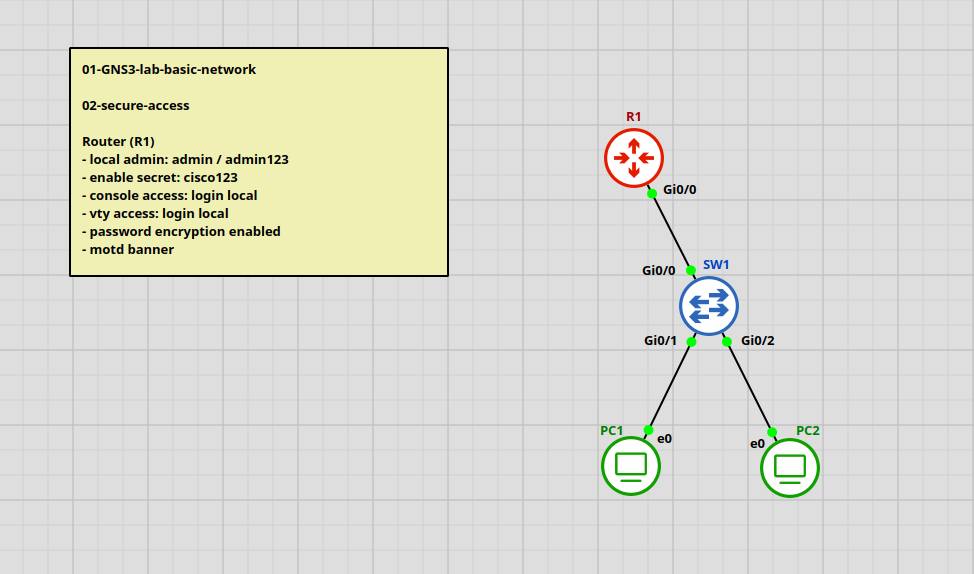 01-GNS3-lab-basic-network
02-secure-access
Router (R1)
- local admin: admin / admin123
- enable secret: cisco123
- console access: login local
- vty access: login local
- password encryption enabled
- motd banner
R1
Gi0/0
Gi0/0
SW1
Gi0/1
Gi0/2
PC1
e0
e0
PC2